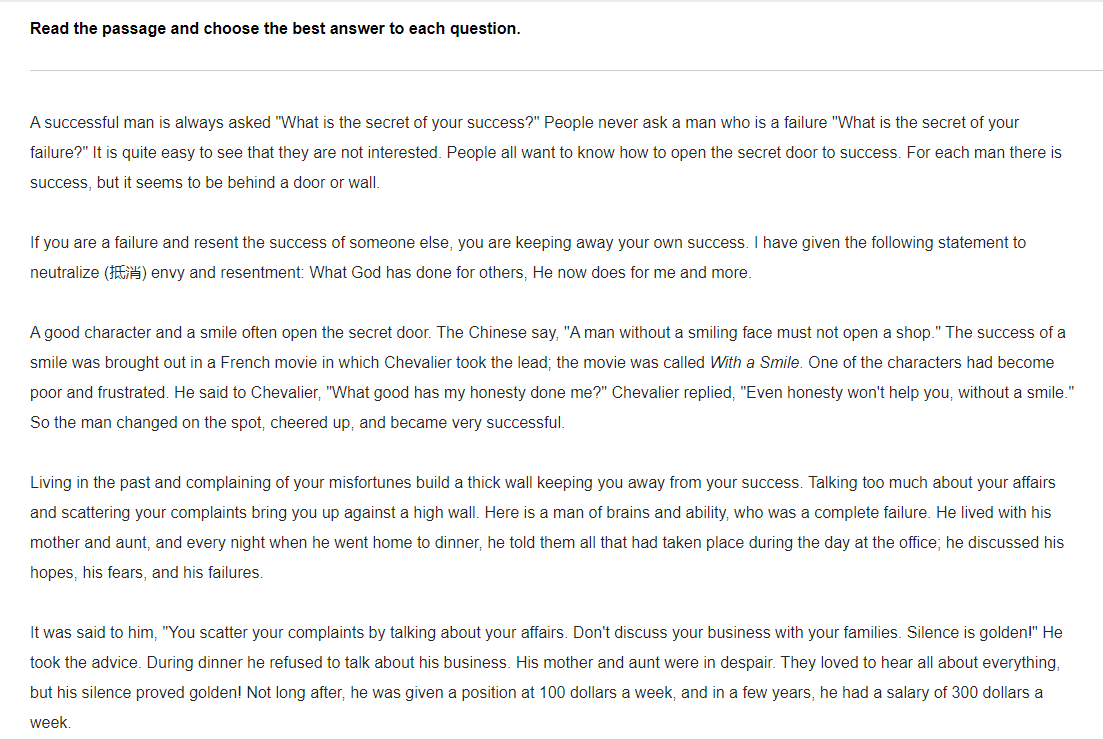 Read the passage and choose the best answer to each question.
A successful man is always asked "What is the secret of your success?" People never ask a man who is a failure "What is the secret of your
failure?" It is quite easy to see that they are not interested. People all want to know how to open the secret door to success. For each man there is
success, but it seems to be behind a door or wall.
If you are a failure and resent the success of someone else, you are keeping away your own success. I have given the following statement to
neutralize (抵消) envy and resentment: What God has done for others, He now does for me and more.
A good character and a smile often open the secret door. The Chinese say, "A man without a smiling face must not open a shop." The success of a
smile was brought out in a French movie in which Chevalier took the lead; the movie was called With a Smile. One of the characters had become
poor and frustrated. He said to Chevalier, "What good has my honesty done me?" Chevalier replied, "Even honesty won't help you, without a smile."
So the man changed on the spot, cheered up, and became very successful.
Living in the past and complaining of your misfortunes build a thick wall keeping you away from your success. Talking too much about your affairs
and scattering your complaints bring you up against a high wall. Here is a man of brains and ability, who was a complete failure. He lived with his
mother and aunt, and every night when he went home to dinner, he told them all that had taken place during the day at the office; he discussed his
hopes, his fears, and his failures.
It was said to him, "You scatter your complaints by talking about your affairs. Don't discuss your business with your families. Silence is golden!" He
took the advice. During dinner he refused to talk about his business. His mother and aunt were in despair. They loved to hear all about everything,
but his silence proved golden! Not long after, he was given a position at 100 dollars a week, and in a few years, he had a salary of 300 dollars a
week.